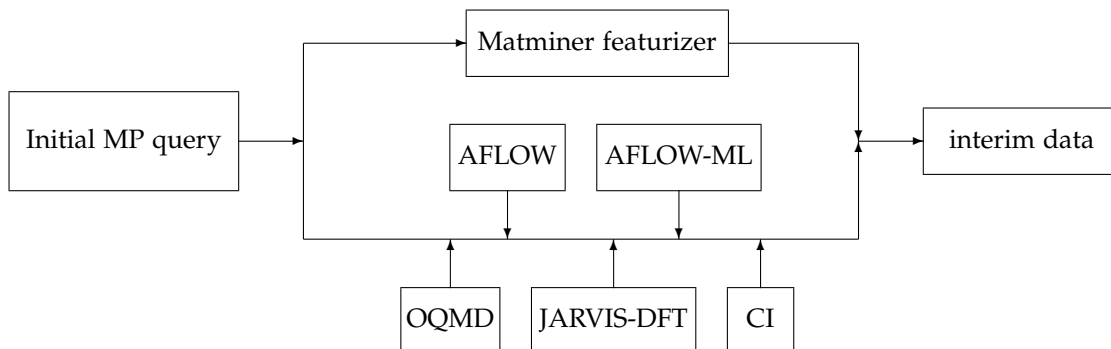 Matminer featurizer
Initial MP query
interim data
AFLOW
AFLOW-ML
OQMD
JARVIS-DFT
CI